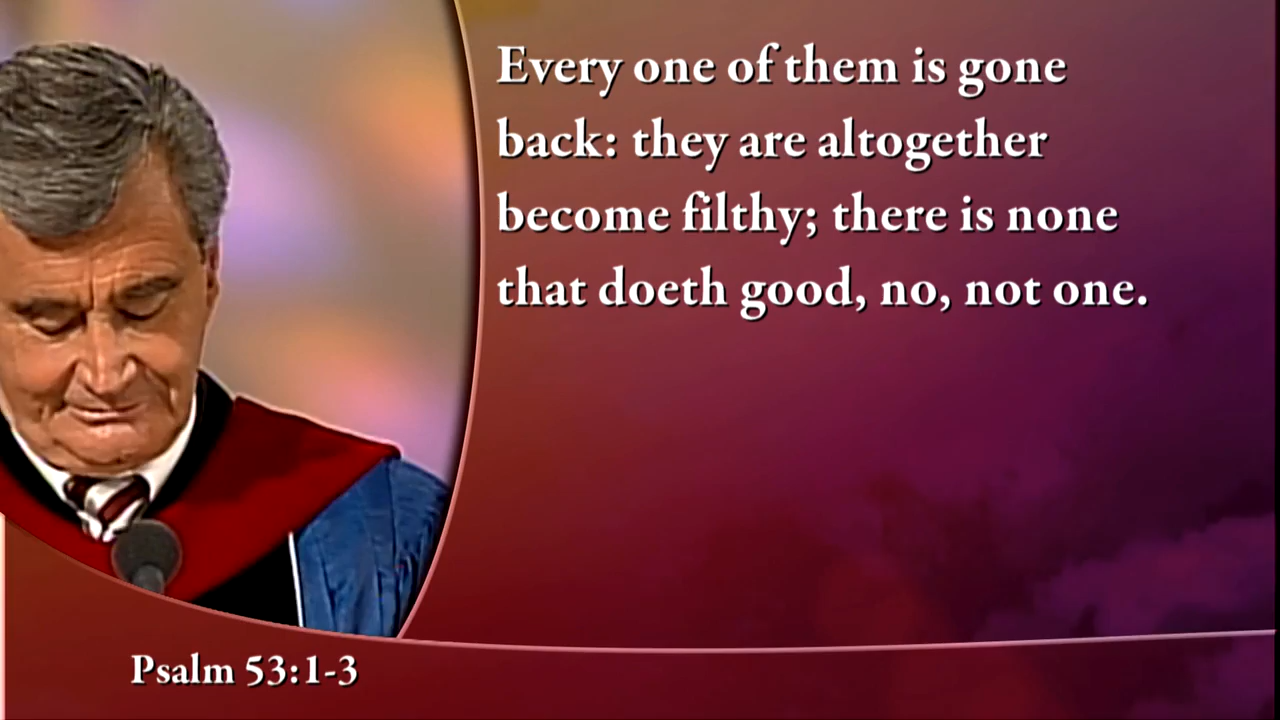 Every one of them is gone
back: they are altogether
become filthy; there is none
that doeth good, no, not one.
Psalm 53:1-3